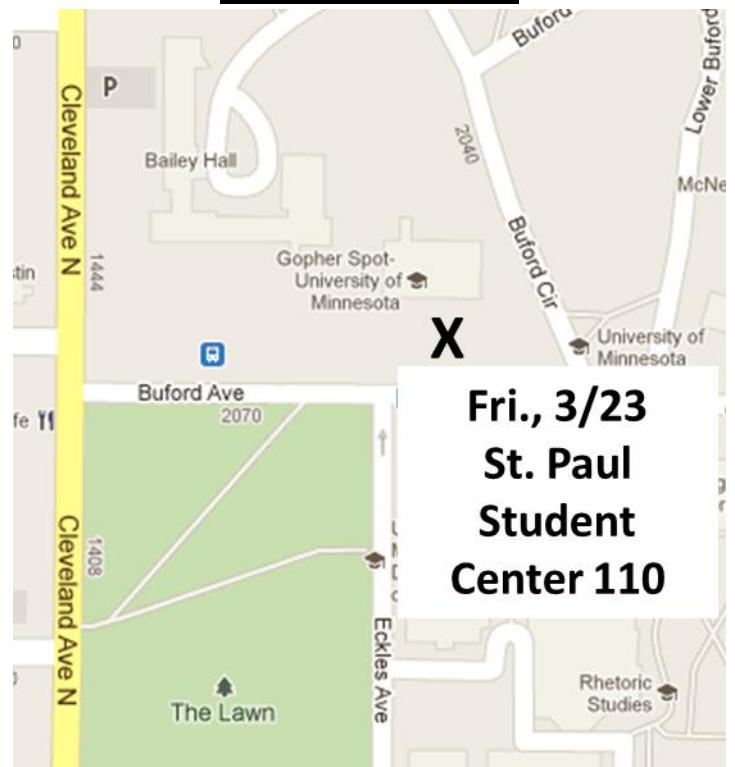 Buford
Lower Buford
P
Cleveland Ave N
2040
Bailey Hall
McNe
Buford Cir
1444
tin
Gopher Spot-
University of
Minnesota
X
University of
Minnesota
Buford Ave
2070
fe
Fri., 3/23
St. Paul
Student
Center 110
1408
Cleveland Ave N
Eckles Ave
The Lawn
Rhetoric
Studies